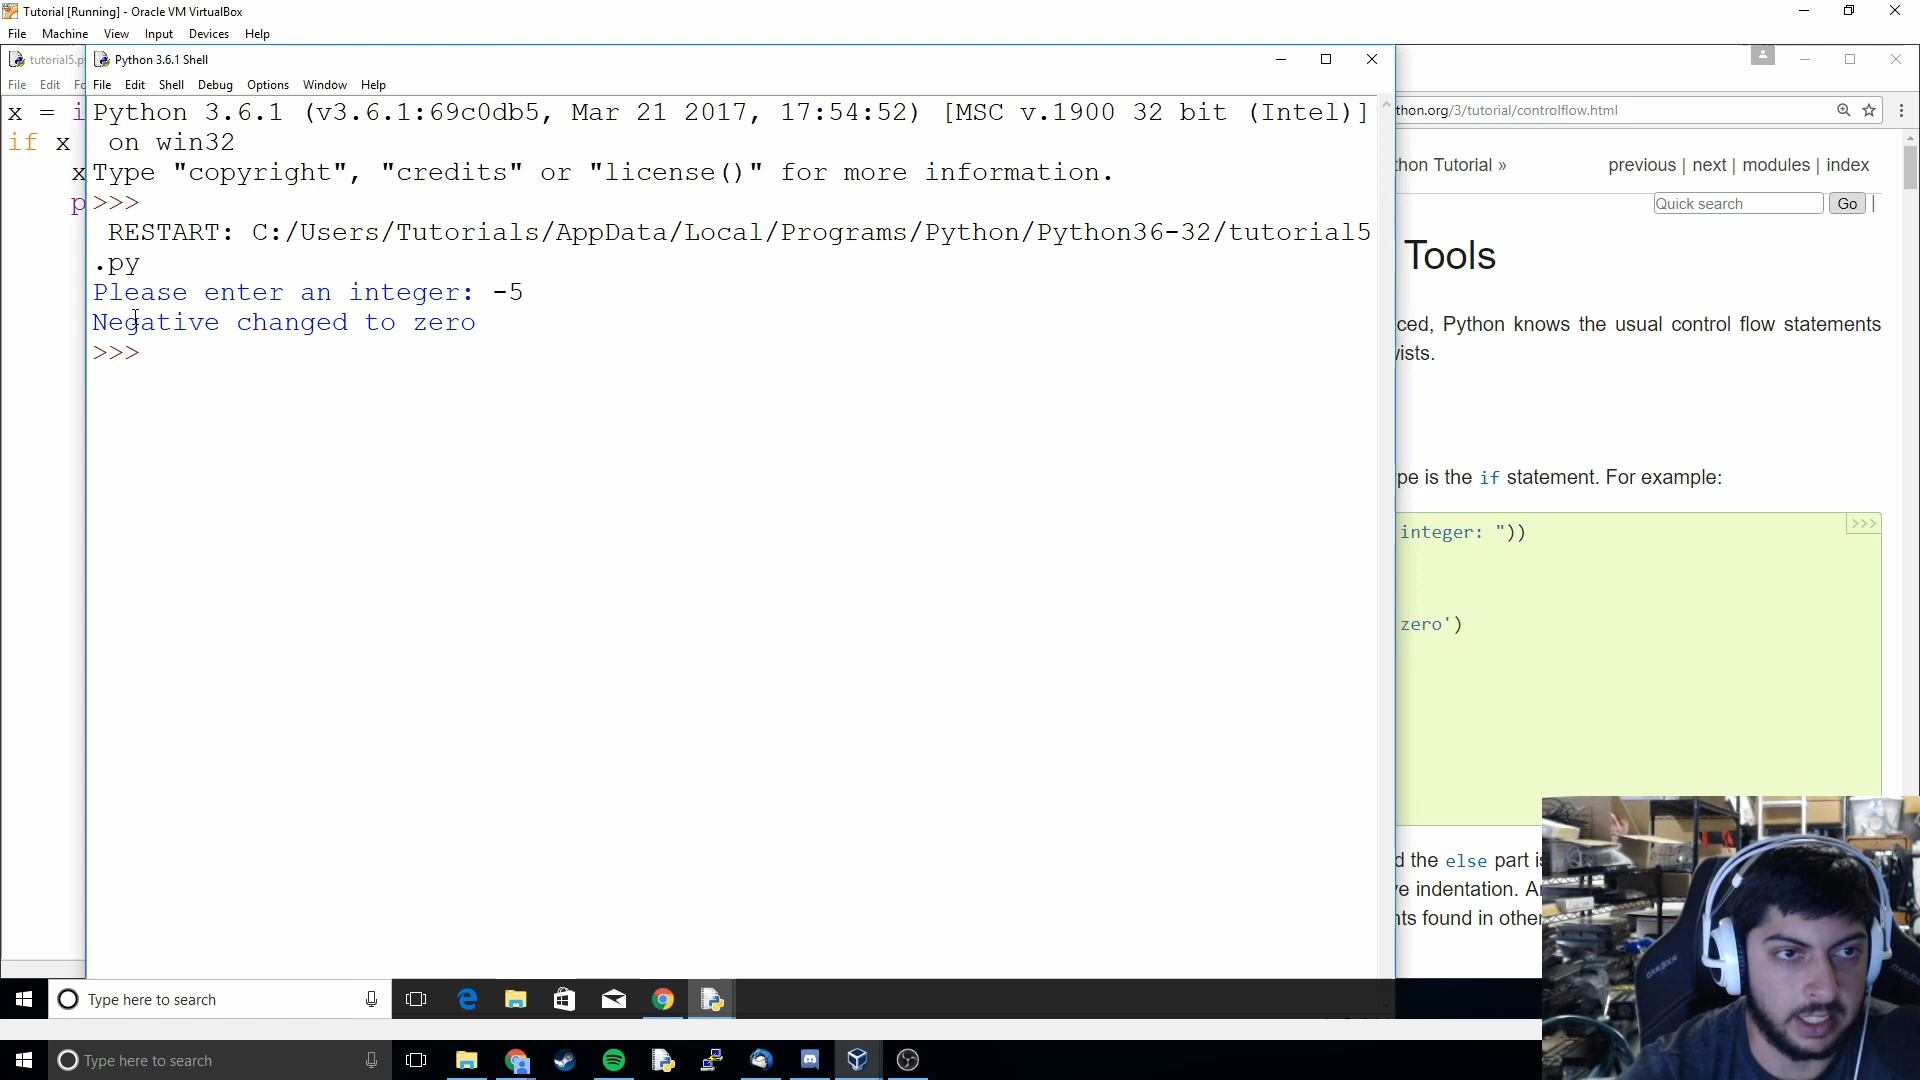 Tutorial [Running] - Oracle VM VirtualBox
File Machine View Input Devices Help
tutorial5.p
File Edit
x = i
if x
x
p
Python 3.6.1 Shell
File Edit Shell Debug Options Window Help
Python 3.6.1 (v3.6.1:69c0db5, Mar 21 2017, 17:54:52) [MSC v.1900 32 bit (Intel)]
on win32
Type "copyright", "credits" or "license()" for more information.
>>>
RESTART: C:/Users/Tutorials/AppData/Local/Programs/Python/Python36-32/tutorial5
.py
Please enter an integer: -5
Negative changed to zero
>>>
thon.org/3/tutorial/controlflow.html
thon Tutorial » previous | next | modules | index
Quick search Go |
Tools
ced, Python knows the usual control flow statements
ists.
pe is the if statement. For example:
>>>
integer: "))
zero')
d the else part is
e indentation. A
nts found in other
Type here to search
Type here to search